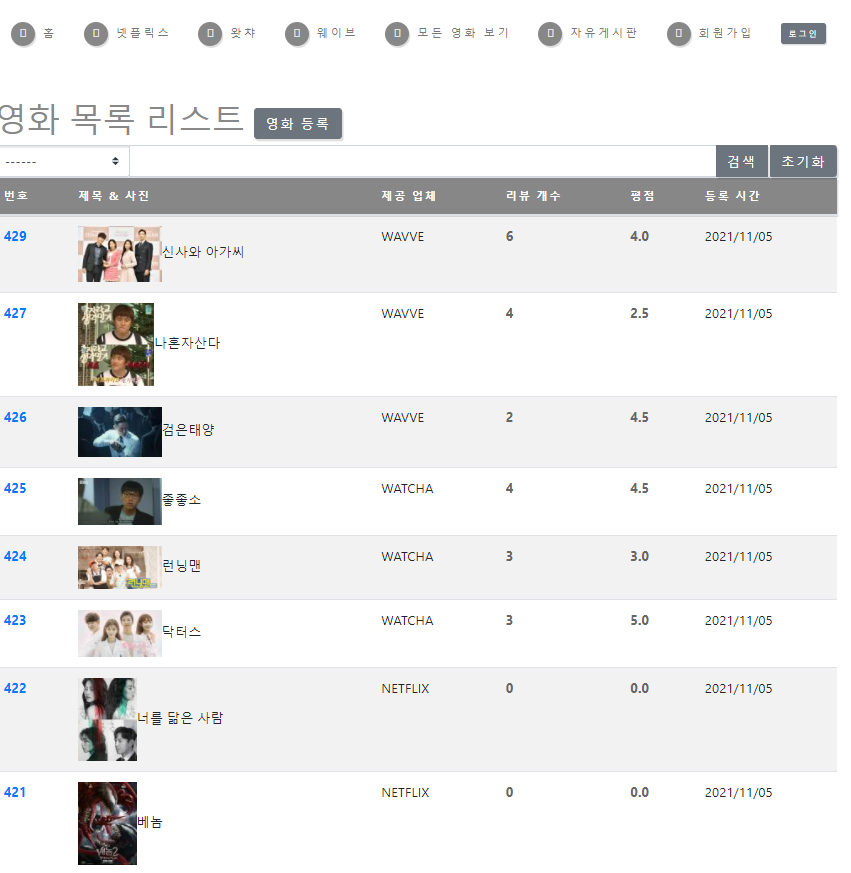 홈 넷플릭스 왓챠 웨이브 모든 영화 보기 자유게시판 회원가입 로그인
영화 목록 리스트 영화 등록
------ 검색 초기화
번호 제목 & 사진 제공 업체 리뷰 개수 평점 등록 시간
429 신사와 아가씨 WAVVE 6 4.0 2021/11/05
427 나혼자산다 WAVVE 4 2.5 2021/11/05
426 검은태양 WAVVE 2 4.5 2021/11/05
425 좋좋소 WATCHA 4 4.5 2021/11/05
424 런닝맨 WATCHA 3 3.0 2021/11/05
423 닥터스 WATCHA 3 5.0 2021/11/05
422 너를 닮은 사람 NETFLIX 0 0.0 2021/11/05
421 베놈 NETFLIX 0 0.0 2021/11/05